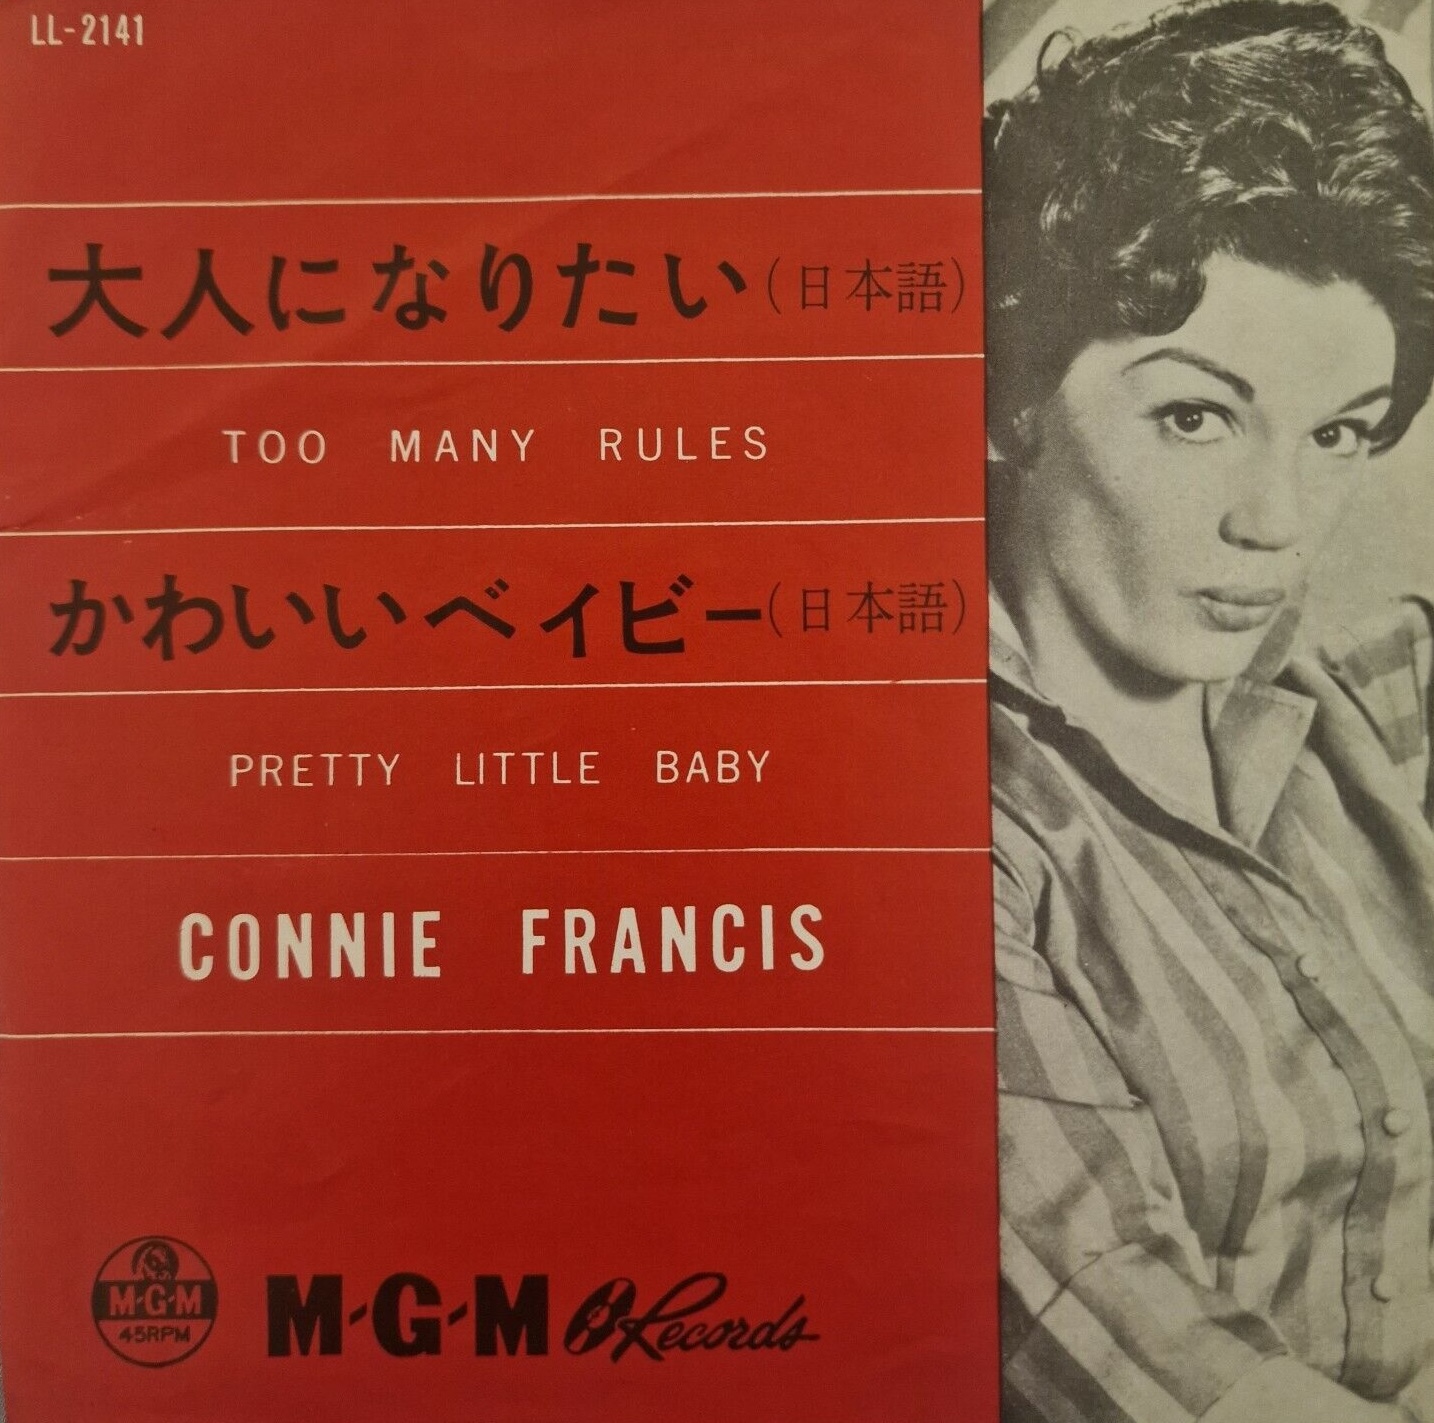 LL-2141
大人になりたい(日本語)
TOO MANY RULES
かわいいベイビー(日本語)
PRETTY LITTLE BABY
CONNIE FRANCIS
M-G-M
45RPM
M-G-M Records